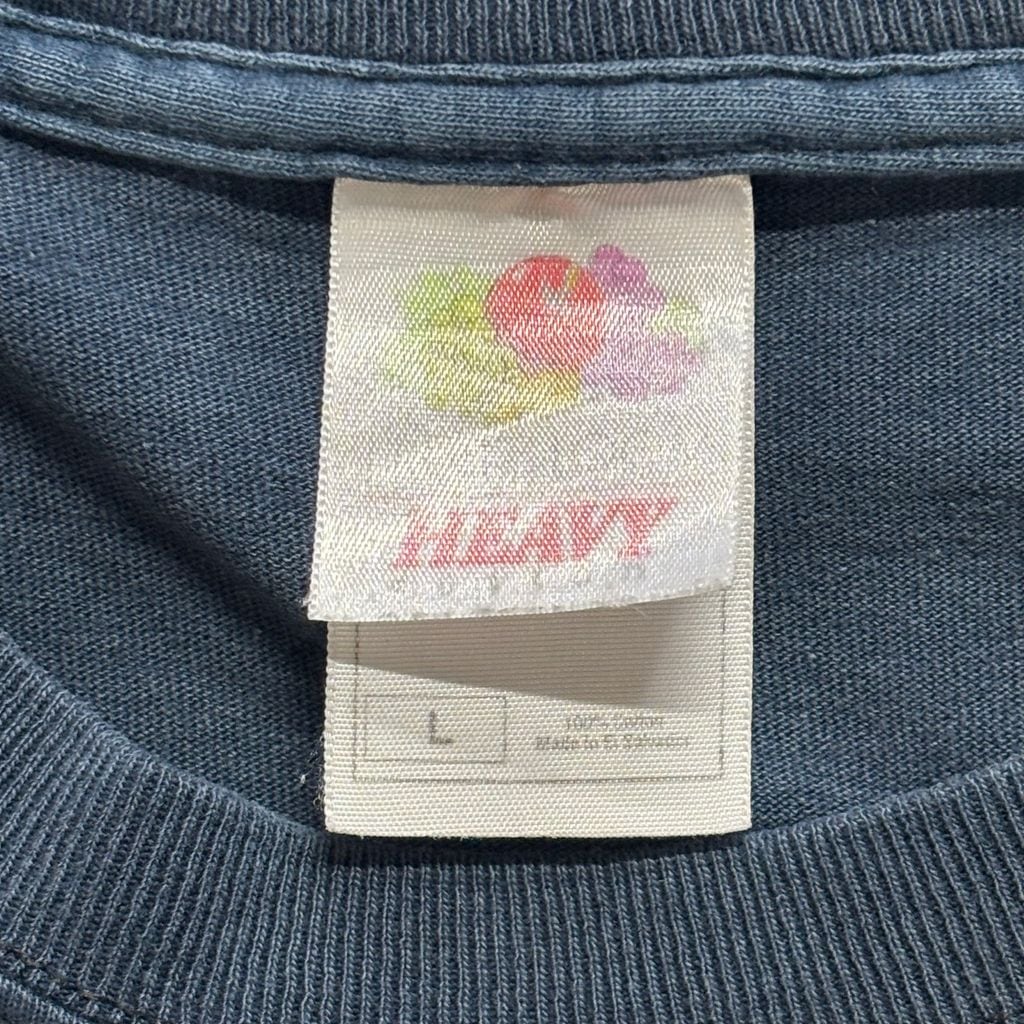 HEAVY
L
100% Cotton
Made in El Salvador